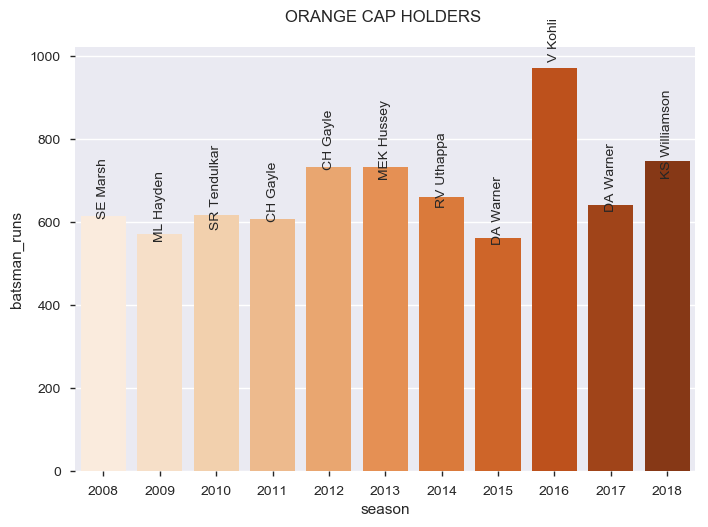 ORANGE CAP HOLDERS
batsman_runs
1000
800
600
400
200
0
SE Marsh
ML Hayden
SR Tendulkar
CH Gayle
CH Gayle
MEK Hussey
RV Uthappa
DA Warner
V Kohli
DA Warner
KS Williamson
2008 2009 2010 2011 2012 2013 2014 2015 2016 2017 2018
season